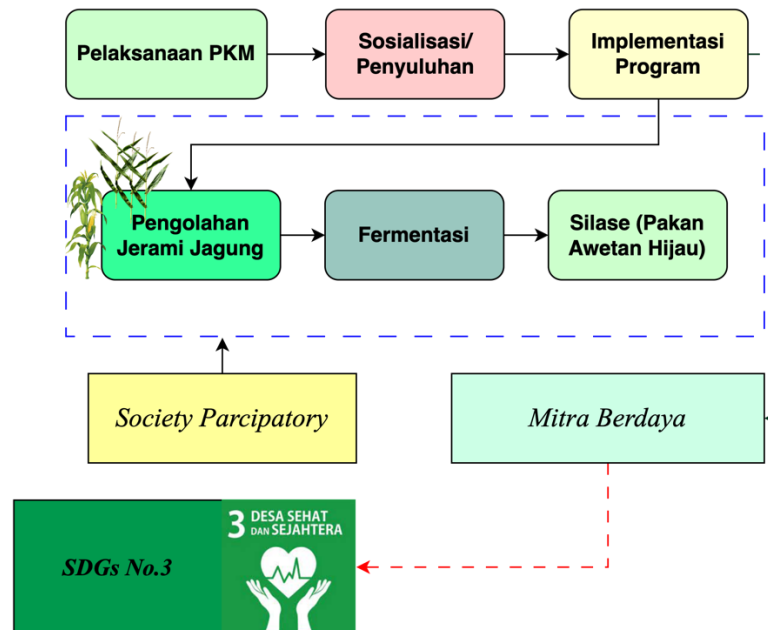 Pelaksanaan PKM
Sosialisasi/
Penyuluhan
Implementasi
Program
Pengolahan
Jerami Jagung
Fermentasi
Silase (Pakan
Awetan Hijau)
Society Parcipatory
Mitra Berdaya
SDGs No.3
3 DESA SEHAT
DAN SEJAHTERA